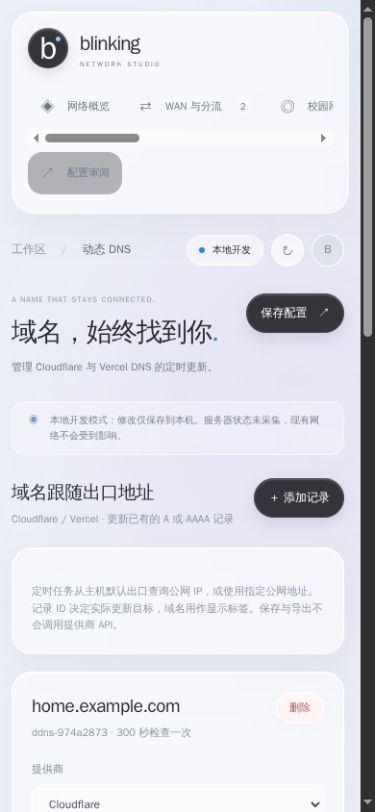 b
blinking
NETWORK STUDIO
网络概览
WAN 与分流 2
校园
配置审阅
工作区 / 动态 DNS
本地开发
B
A NAME THAT STAYS CONNECTED.
域名，始终找到你.
保存配置 ↗
管理 Cloudflare 与 Vercel DNS 的定时更新。
本地开发模式：修改仅保存到本机。服务器状态未采集，现有网
络不会受到影响。
域名跟随出口地址
Cloudflare / Vercel · 更新已有的 A 或 AAAA 记录
+ 添加记录
定时任务从主机默认出口查询公网 IP，或使用指定公网地址。
记录 ID 决定实际更新目标，域名用作显示标签。保存与导出不
会调用提供商 API。
home.example.com
删除
ddns-974a2873 · 300 秒检查一次
提供商
Cloudflare